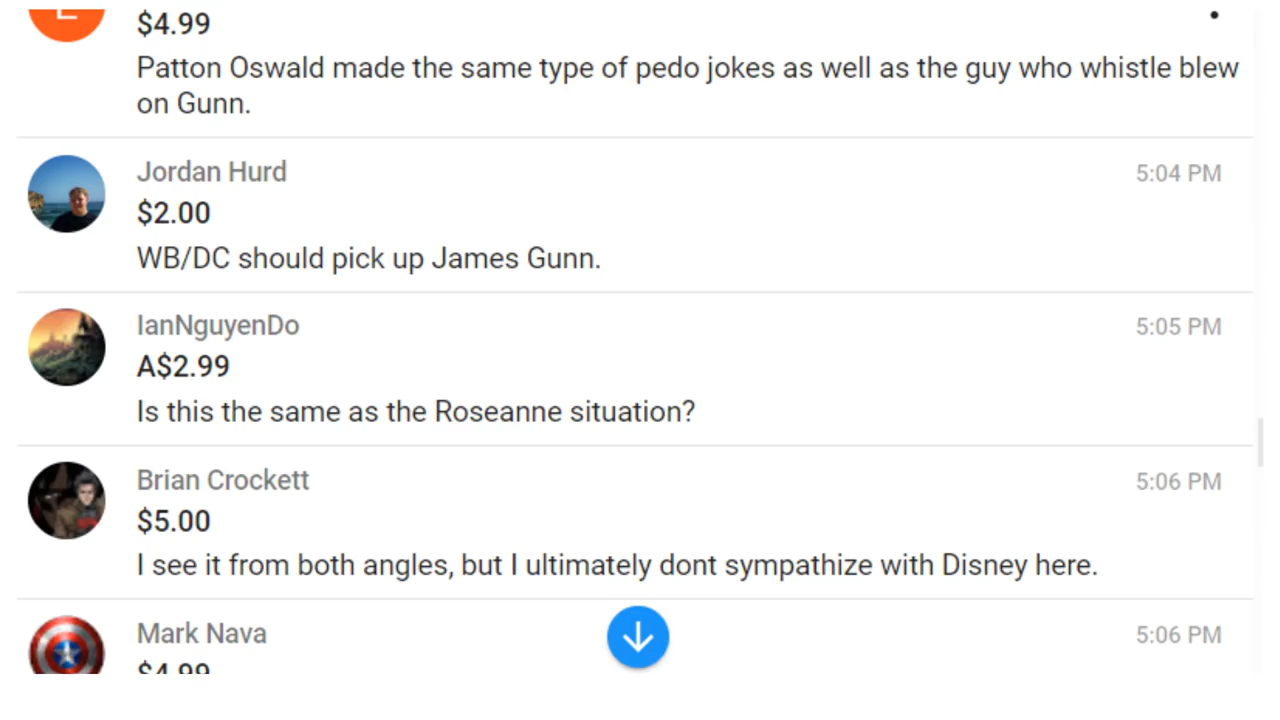 $4.99
Patton Oswald made the same type of pedo jokes as well as the guy who whistle blew
on Gunn.
Jordan Hurd
5:04 PM
$2.00
WB/DC should pick up James Gunn.
IanNguyenDo
5:05 PM
A$2.99
Is this the same as the Roseanne situation?
Brian Crockett
5:06 PM
$5.00
I see it from both angles, but I ultimately dont sympathize with Disney here.
Mark Nava
5:06 PM
$4.99